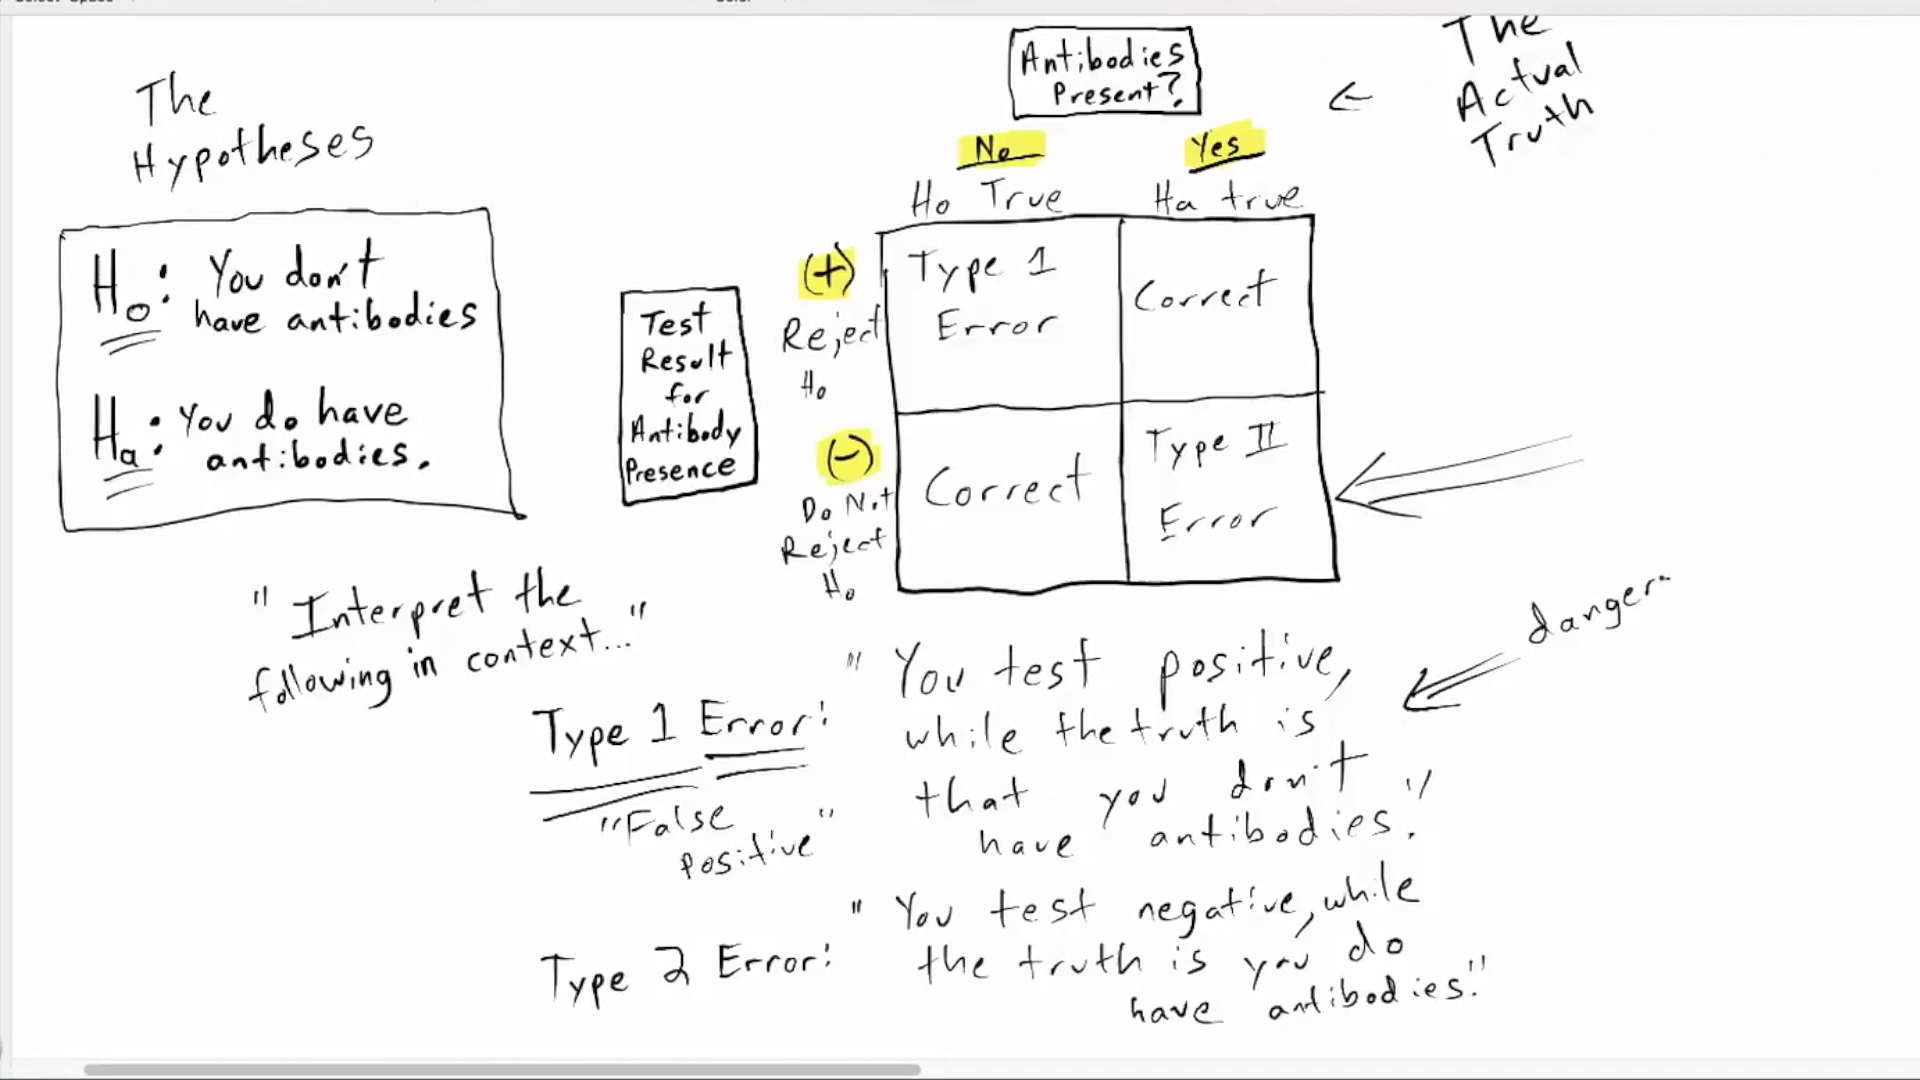 The
Hypotheses
Ho: You don't
have antibodies
Ha: You do have
antibodies.
Antibodies
Present?
The
Actual
Truth
No
Yes
Ho True
Ha true
Test
Result
for
Antibody
Presence
(+)
Reject
Ho
(-)
Do Not
Reject
Ho
Type 1
Error
Correct
Correct
Type II
Error
"Interpret the
following in context..."
Type 1 Error:
"False
positive"
"You test positive,
while the truth is
that you don't
have antibodies."
danger
Type 2 Error:
"You test negative, while
the truth is you do
have antibodies."